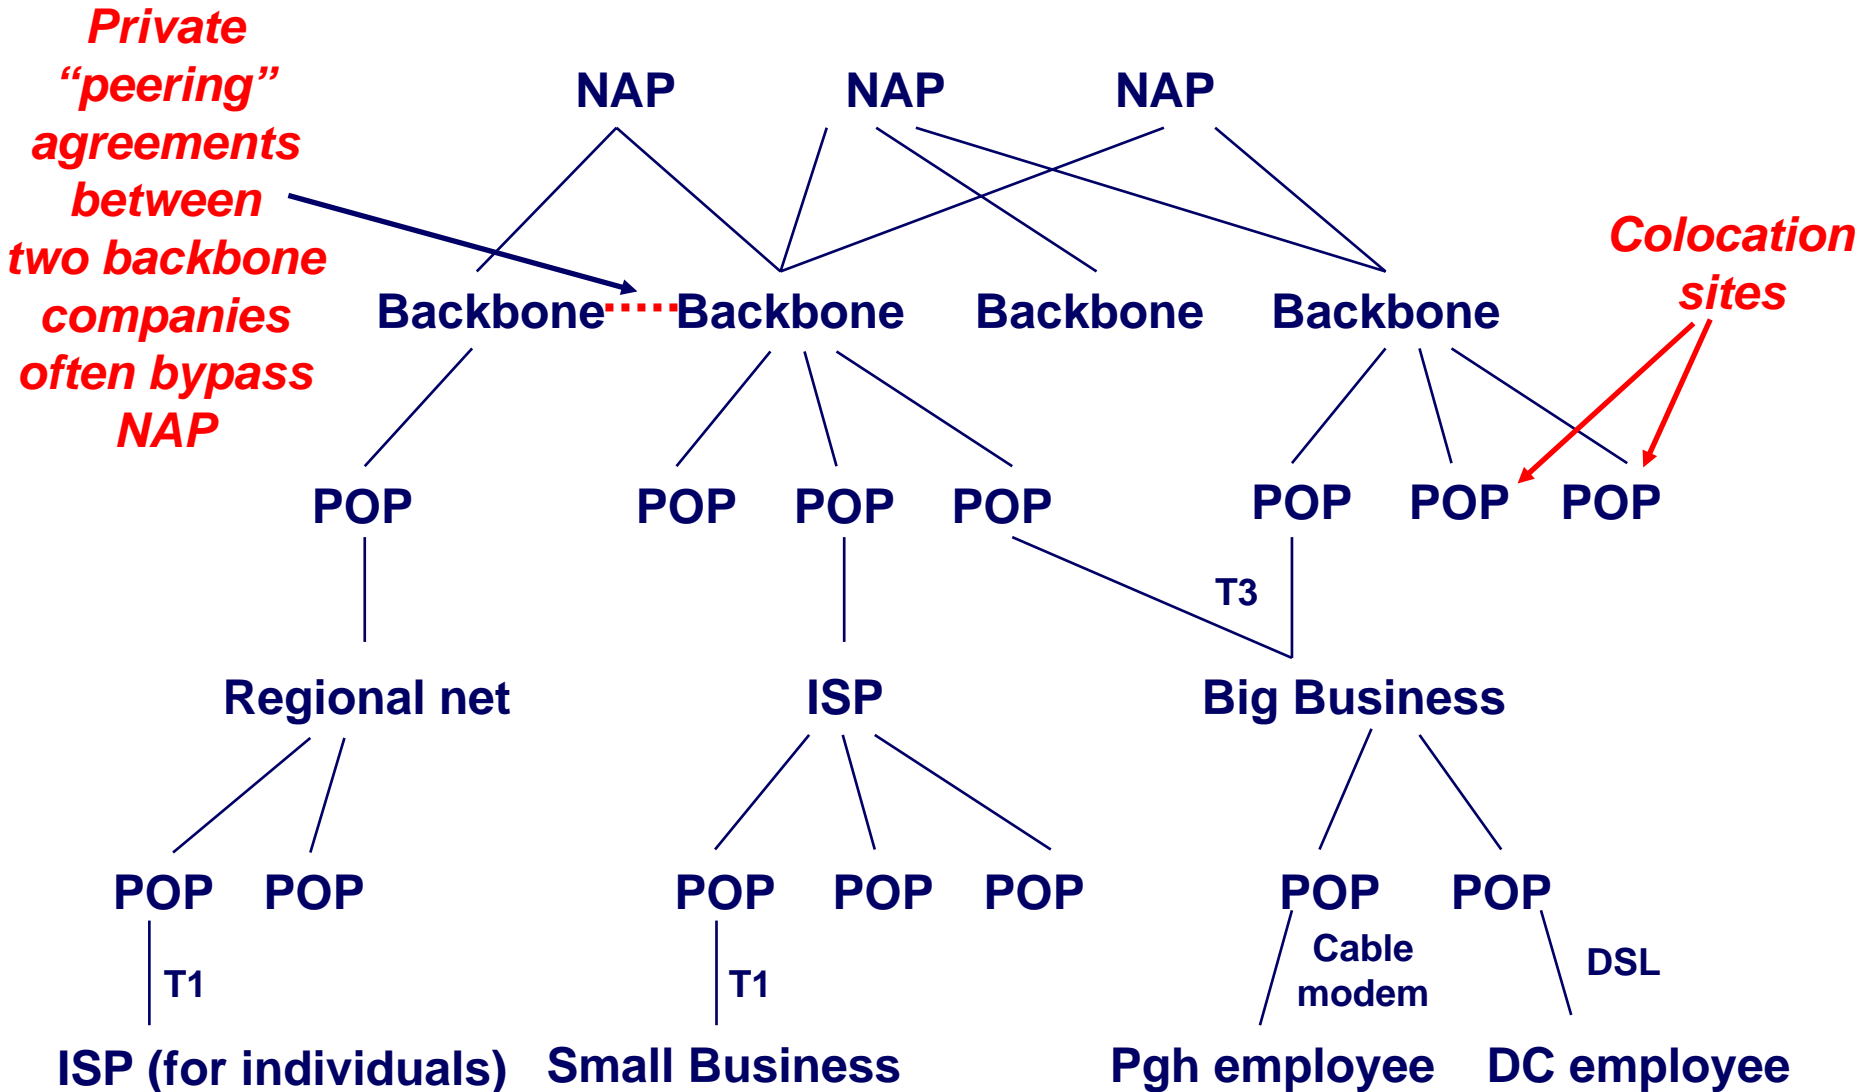 Private
“peering”
agreements
between
two backbone
companies
often bypass
NAP
NAP NAP NAP
Colocation
sites
Backbone Backbone Backbone Backbone
POP POP POP POP POP POP POP
T3
Regional net ISP Big Business
POP POP POP POP POP POP POP
T1 T1 Cable
modem DSL
ISP (for individuals) Small Business Pgh employee DC employee